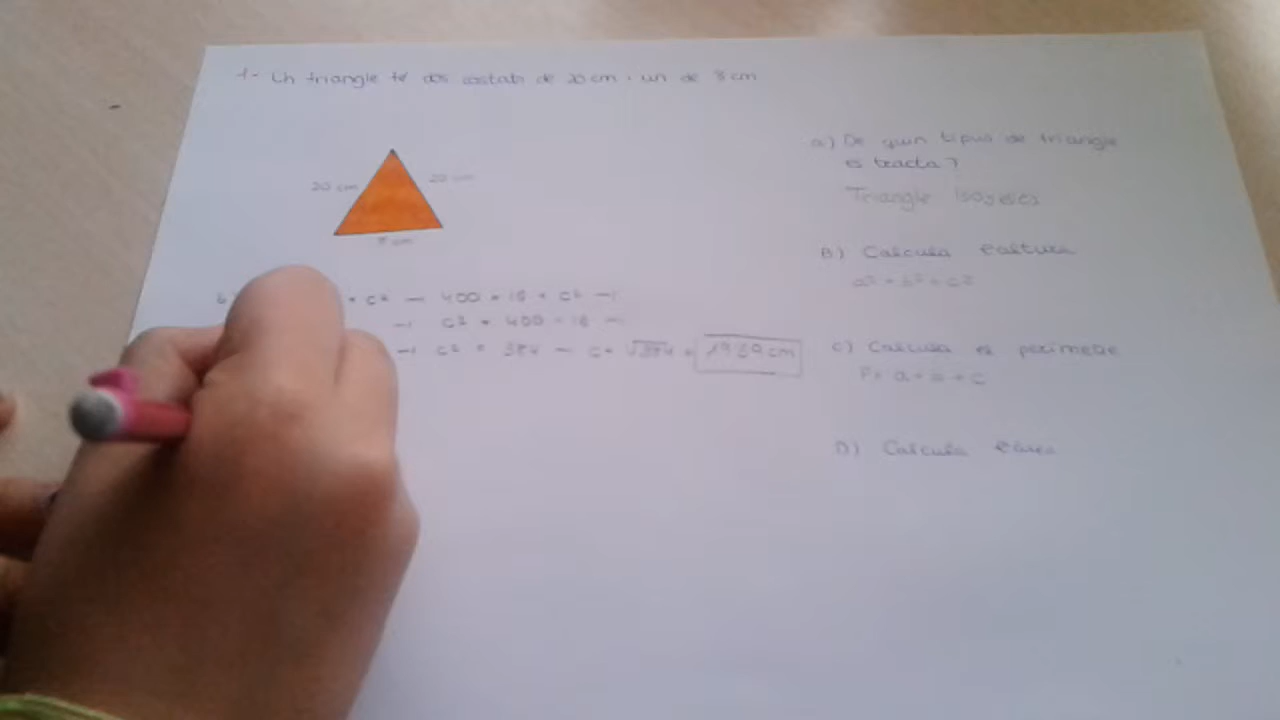 1- Un triangle té dos costats de 20 cm i un de 8 cm
20 cm
20 cm
8 cm
a) De quin tipus de triangle
es tracta?
Triangle Isósceles
B) Calcula l'altura
a² = b² + c²
b)
+ c² → 400 = 16 + c² →
→ c² = 400 - 16 →
→ c² = 384 → c = √384 = 19'59 cm
C) Calcula el perímetre
P = a + b + c
D) Calcula l'àrea